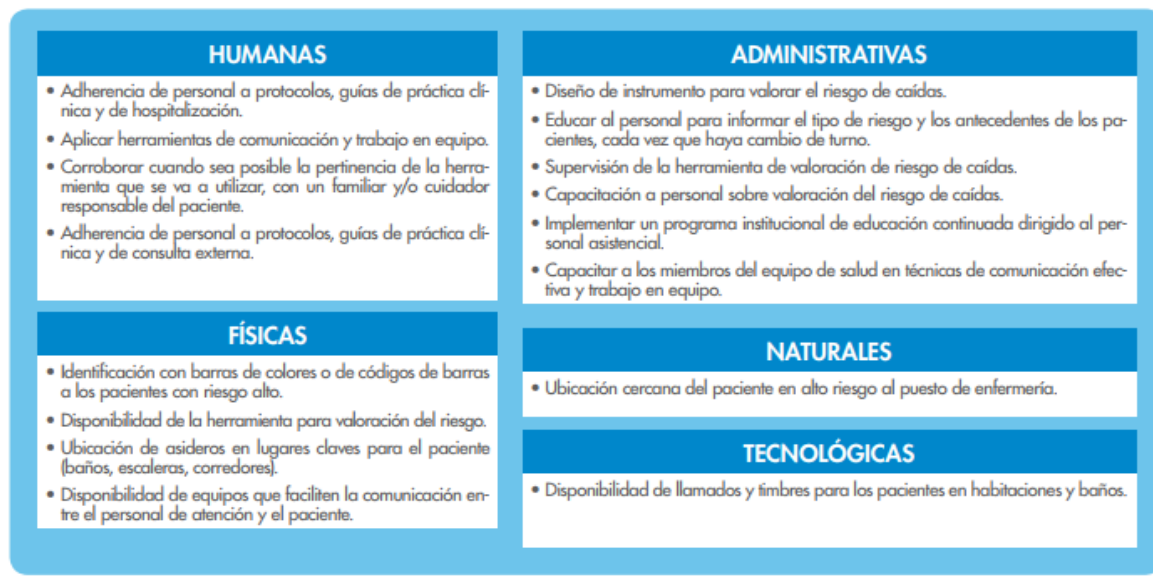 HUMANAS
• Adherencia de personal a protocolos, guías de práctica clí-
nica y de hospitalización.
• Aplicar herramientas de comunicación y trabajo en equipo.
• Corroborar cuando sea posible la pertinencia de la herra-
mienta que se va a utilizar, con un familiar y/o cuidador
responsable del paciente.
• Adherencia de personal a protocolos, guías de práctica clí-
nica y de consulta externa.
FÍSICAS
• Identificación con barras de colores o de códigos de barras
a los pacientes con riesgo alto.
• Disponibilidad de la herramienta para valoración del riesgo.
• Ubicación de asideros en lugares claves para el paciente
(baños, escaleras, corredores).
• Disponibilidad de equipos que faciliten la comunicación en-
tre el personal de atención y el paciente.
ADMINISTRATIVAS
• Diseño de instrumento para valorar el riesgo de caídas.
• Educar al personal para informar el tipo de riesgo y los antecedentes de los pa-
cientes, cada vez que haya cambio de turno.
• Supervisión de la herramienta de valoración de riesgo de caídas.
• Capacitación a personal sobre valoración del riesgo de caídas.
• Implementar un programa institucional de educación continuada dirigido al per-
sonal asistencial.
• Capacitar a los miembros del equipo de salud en técnicas de comunicación efec-
tiva y trabajo en equipo.
NATURALES
• Ubicación cercana del paciente en alto riesgo al puesto de enfermería.
TECNOLÓGICAS
• Disponibilidad de llamados y timbres para los pacientes en habitaciones y baños.